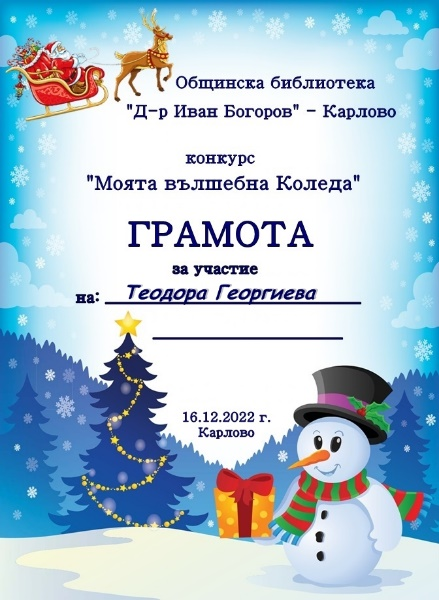 Общинска библиотека
"Д-р Иван Богоров" - Карлово
конкурс
"Моята вълшебна Коледа"
ГРАМОТА
за участие
на: Теодора Георгиева
16.12.2022 г.
Карлово